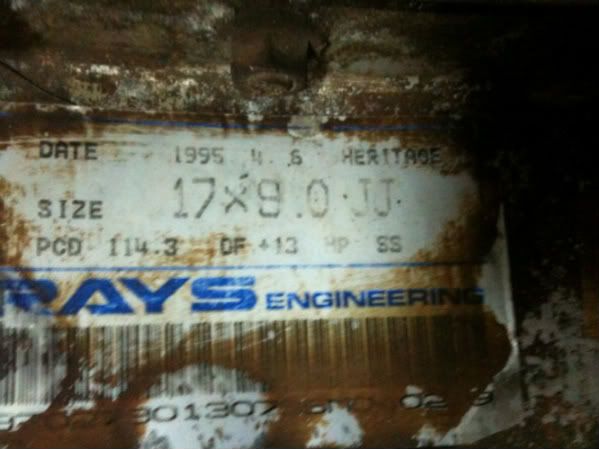 DATE 1995 4 6 HERITAGE
SIZE 17×9.0 JJ
PCD 114.3 OF +13 HP SS
RAYS ENGINEERING